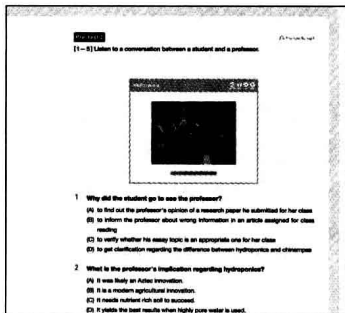 [1–5] Listen to a conversation between a student and a professor.
1 Why did the student go to see the professor?
(A) to find out the professor's opinion of a research paper he submitted for her class
(B) to inform the professor about wrong information in an article assigned for class
reading
(C) to verify whether his essay topic is an appropriate one for her class
(D) to get clarification regarding the difference between hydroponics and chinampas
2 What is the professor's implication regarding hydroponics?
(A) It was likely an Aztec innovation.
(B) It is a modern agricultural innovation.
(C) It needs nutrient rich soil to succeed.
(D) It yields the best results when highly pure water is used.